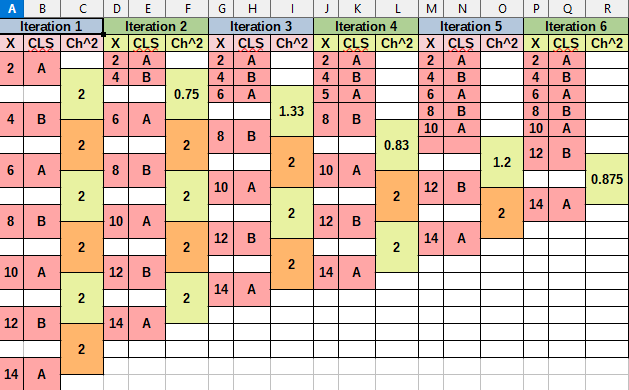 A B C D E F G H I J K L M N O P Q R
Iteration 1 Iteration 2 Iteration 3 Iteration 4 Iteration 5 Iteration 6
X CLS Ch^2 X CLS Ch^2 X CLS Ch^2 X CLS Ch^2 X CLS Ch^2 X CLS Ch^2
2 A 2 A 2 A 2 A 2 A 2 A
4 B 4 B 4 B 4 B 4 B
2 0.75 6 A 5 A 6 A 6 A
1.33 8 B 8 B
4 B 6 A 8 B
10 A 10 A
8 B
2 2 0.83
12 B
2 1.2
6 A 8 B 10 A
0.875
10 A 12 B
2 2 2
14 A
2 2
8 B 10 A 12 B
12 B 14 A
2 2 2
2
10 A 12 B 14 A
14 A
2 2
12 B 14 A
2
14 A